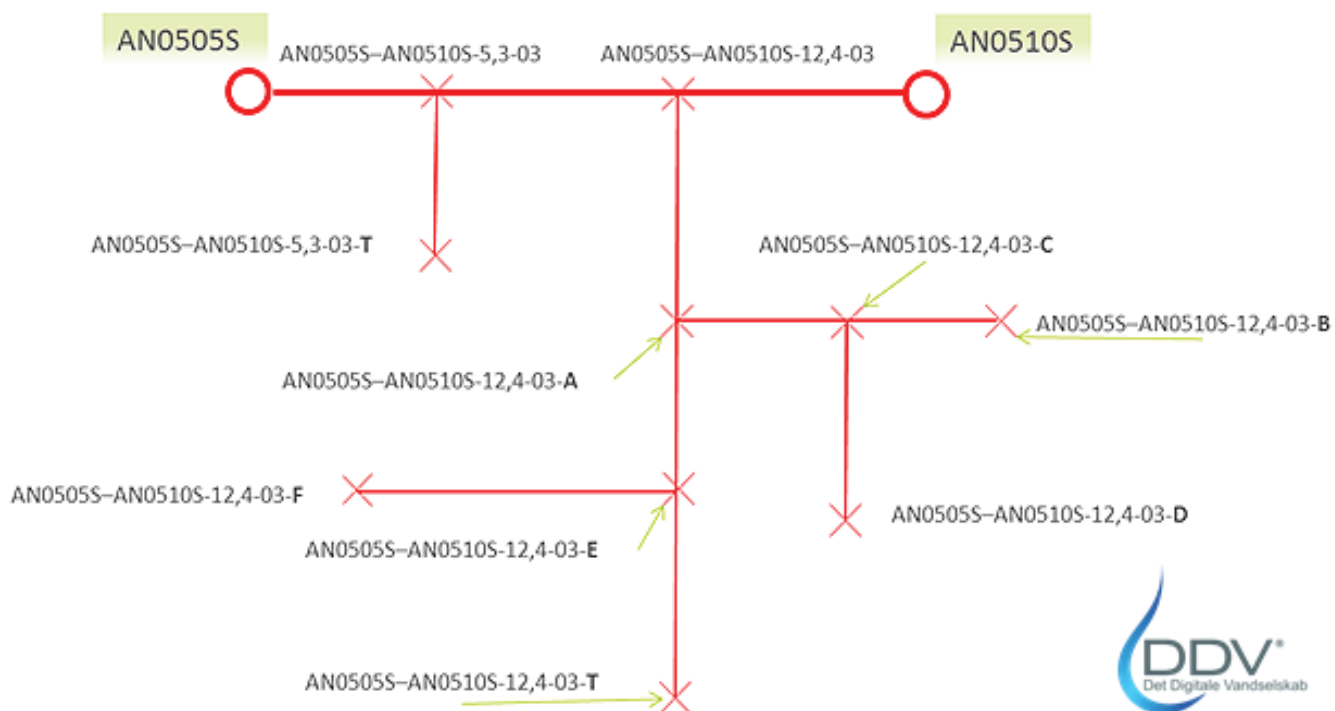 AN0505S
AN0510S
AN0505S–AN0510S-5,3-03
AN0505S–AN0510S-12,4-03
AN0505S–AN0510S-5,3-03-T
AN0505S–AN0510S-12,4-03-C
AN0505S–AN0510S-12,4-03-B
AN0505S–AN0510S-12,4-03-A
AN0505S–AN0510S-12,4-03-F
AN0505S–AN0510S-12,4-03-D
AN0505S–AN0510S-12,4-03-E
AN0505S–AN0510S-12,4-03-T
DDV®
Det Digitale Vandselskab